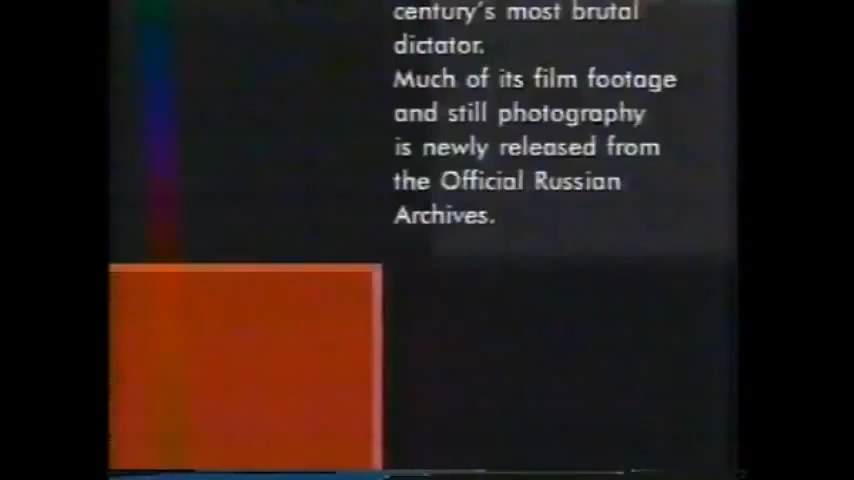 century's most brutal
dictator.
Much of its film footage
and still photography
is newly released from
the Official Russian
Archives.